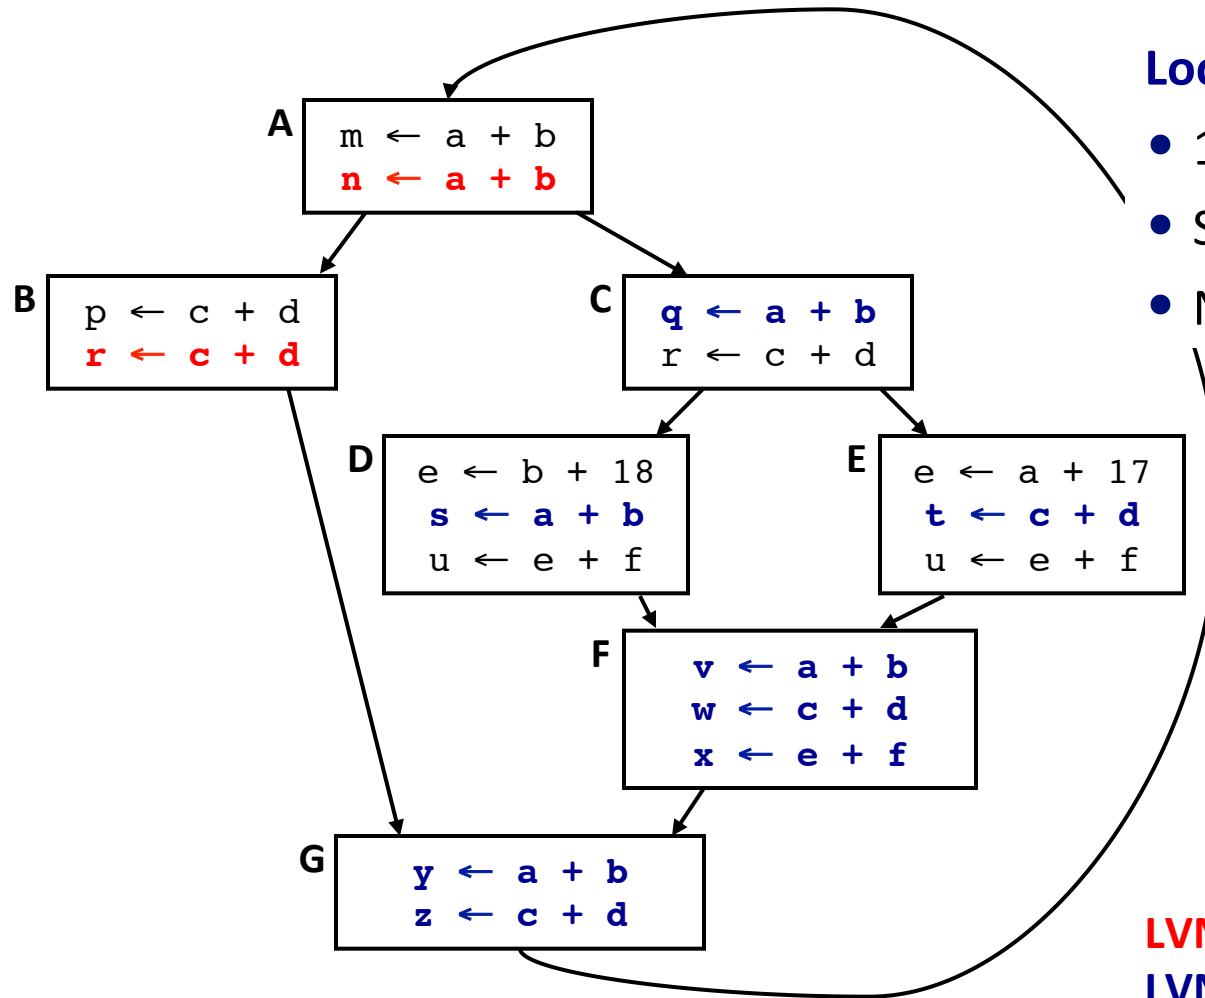 A
m ← a + b
n ← a + b
B
p ← c + d
r ← c + d
C
q ← a + b
r ← c + d
D
e ← b + 18
s ← a + b
u ← e + f
E
e ← a + 17
t ← c + d
u ← e + f
F
v ← a + b
w ← c + d
x ← e + f
G
y ← a + b
z ← c + d